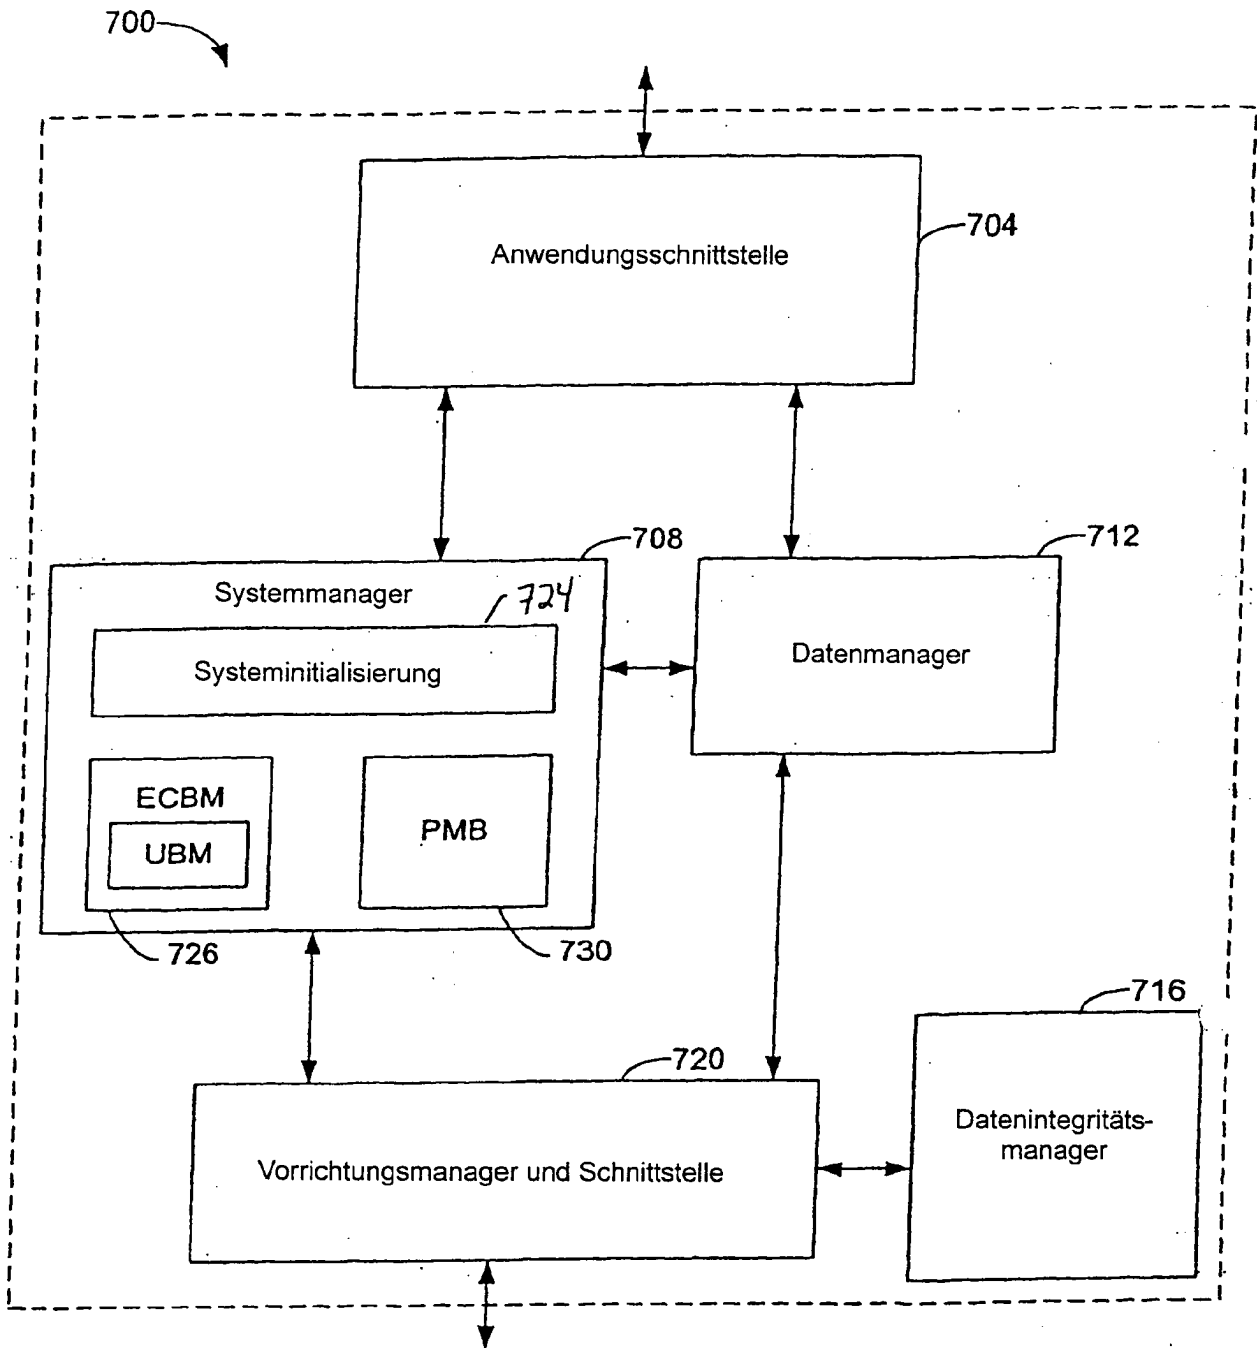 700
Anwendungsschnittstelle
704
708
712
Systemmanager
724
Systeminitialisierung
Datenmanager
ECBM
UBM
PMB
726
730
716
720
Datenintegritäts-
manager
Vorrichtungsmanager und Schnittstelle